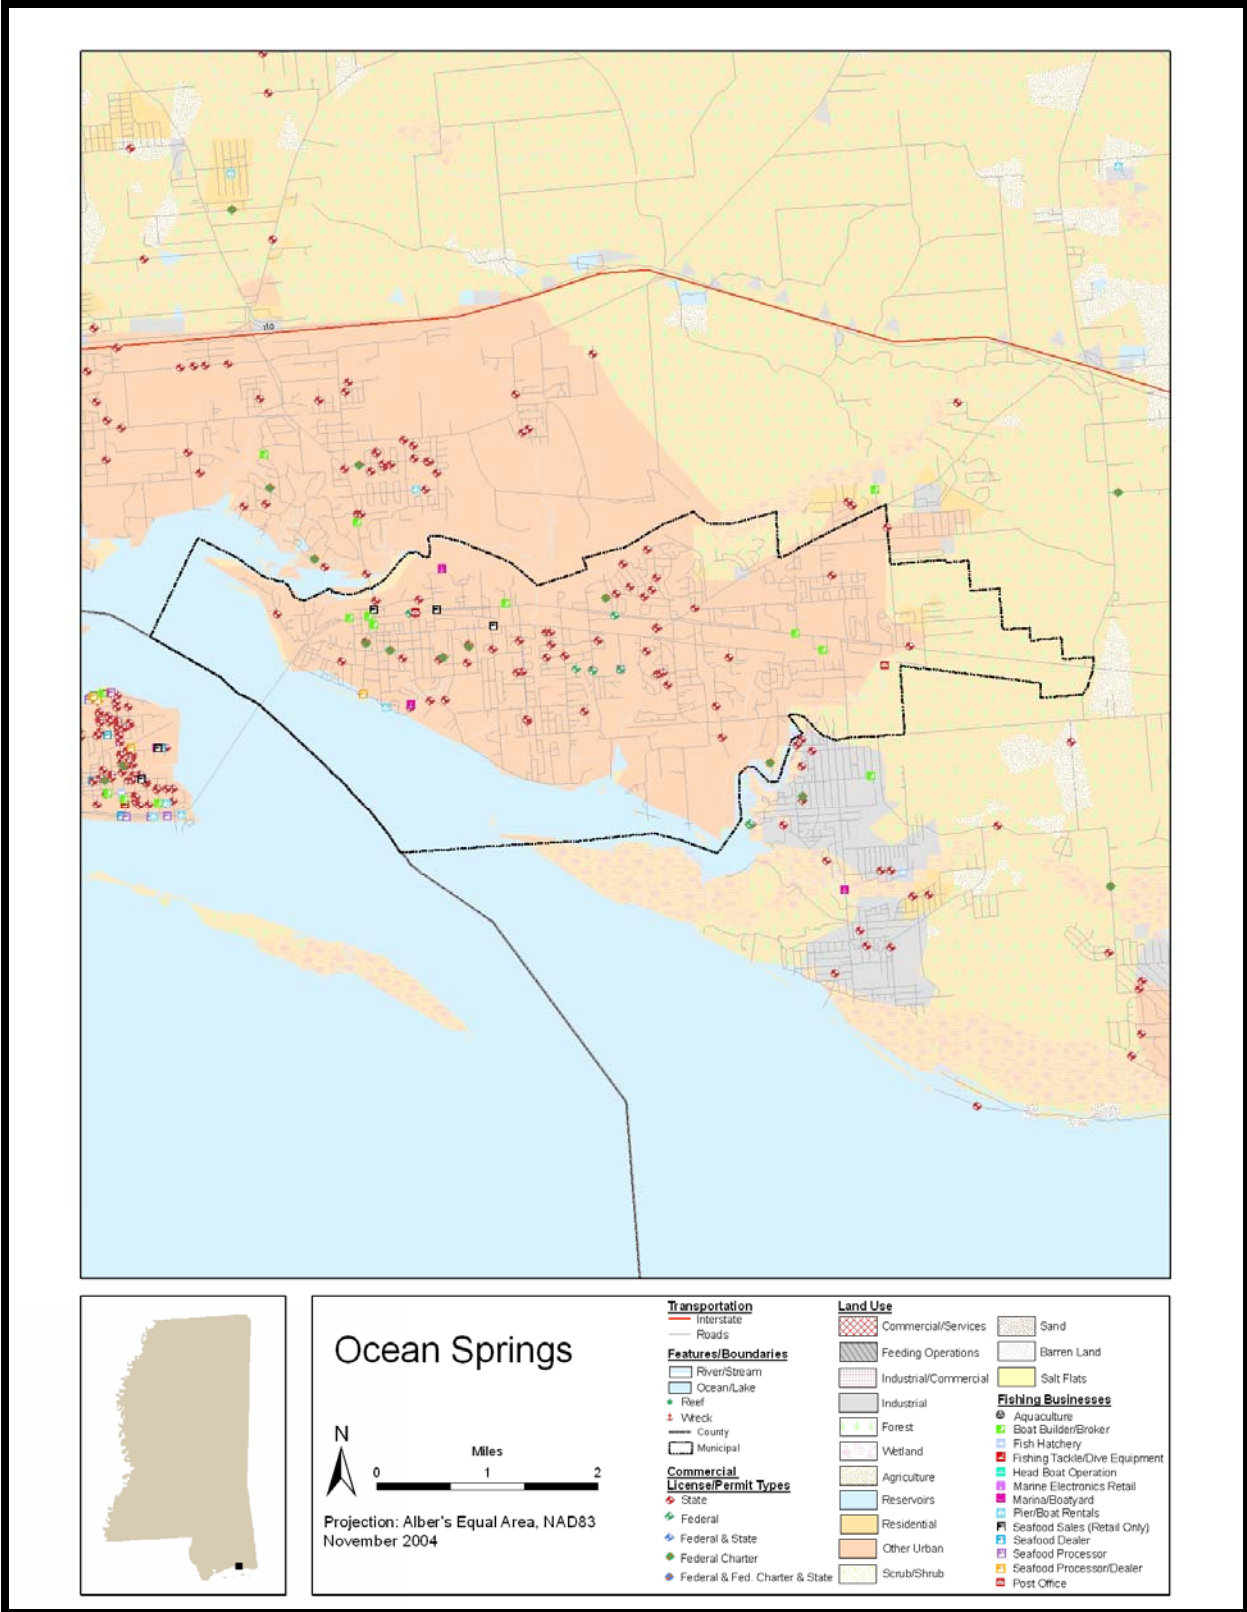 I10
Ocean Springs
N
Miles
0 1 2
Projection: Alber's Equal Area, NAD83
November 2004
Transportation
Interstate
Roads
Features/Boundaries
River/Stream
Ocean/Lake
Reef
Wreck
County
Municipal
Commercial
License/Permit Types
State
Federal
Federal & State
Federal Charter
Federal & Fed. Charter & State
Land Use
Commercial/Services
Feeding Operations
Industrial/Commercial
Industrial
Forest
Wetland
Agriculture
Reservoirs
Residential
Other Urban
Scrub/Shrub
Sand
Barren Land
Salt Flats
Fishing Businesses
Aquaculture
Boat Builder/Broker
Fish Hatchery
Fishing Tackle/Dive Equipment
Head Boat Operation
Marine Electronics Retail
Marina/Boatyard
Pier/Boat Rentals
Seafood Sales (Retail Only)
Seafood Dealer
Seafood Processor
Seafood Processor/Dealer
Post Office